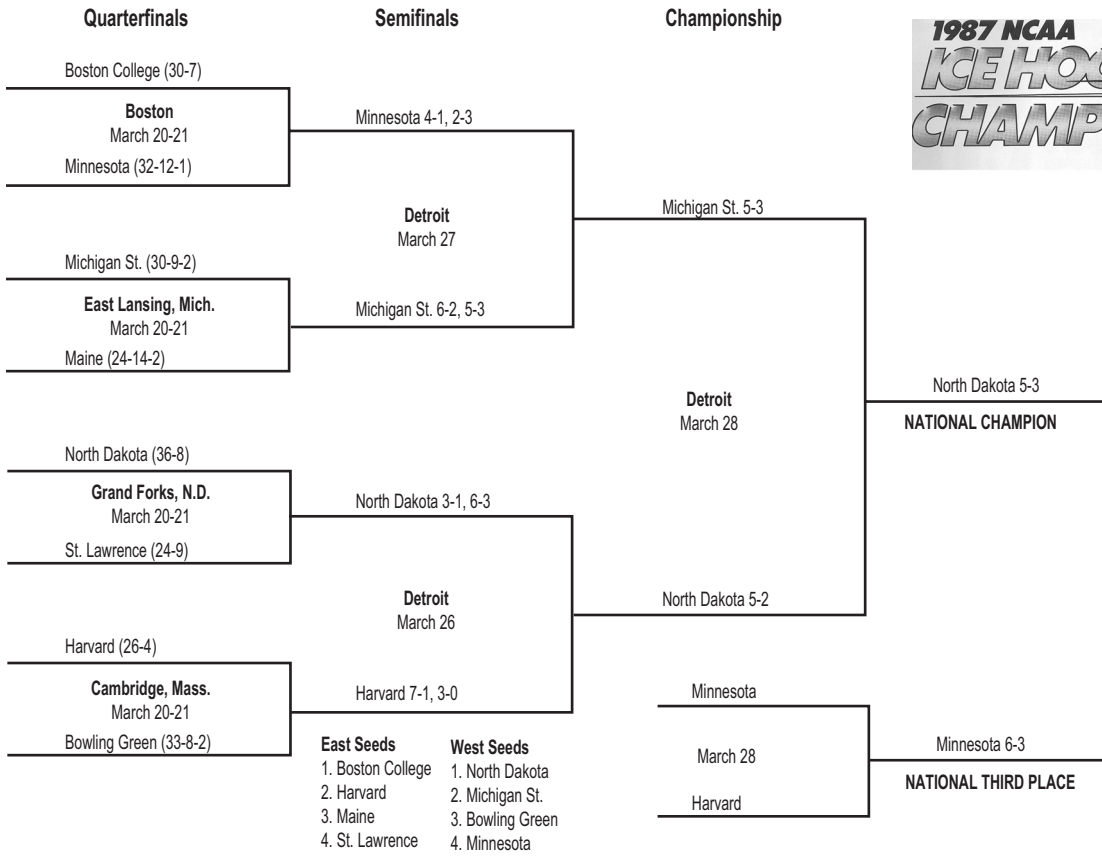 Quarterfinals
Semifinals
Championship
1987 NCAA
ICE HOC
CHAMP
Boston College (30-7)
Boston
March 20-21
Minnesota (32-12-1)
Minnesota 4-1, 2-3
Detroit
March 27
Michigan St. 5-3
Michigan St. (30-9-2)
East Lansing, Mich.
March 20-21
Maine (24-14-2)
Michigan St. 6-2, 5-3
Detroit
March 28
North Dakota 5-3
NATIONAL CHAMPION
North Dakota (36-8)
Grand Forks, N.D.
March 20-21
St. Lawrence (24-9)
North Dakota 3-1, 6-3
Detroit
March 26
North Dakota 5-2
Harvard (26-4)
Cambridge, Mass.
March 20-21
Bowling Green (33-8-2)
Harvard 7-1, 3-0
East Seeds
1. Boston College
2. Harvard
3. Maine
4. St. Lawrence
West Seeds
1. North Dakota
2. Michigan St.
3. Bowling Green
4. Minnesota
Minnesota
March 28
Harvard
Minnesota 6-3
NATIONAL THIRD PLACE